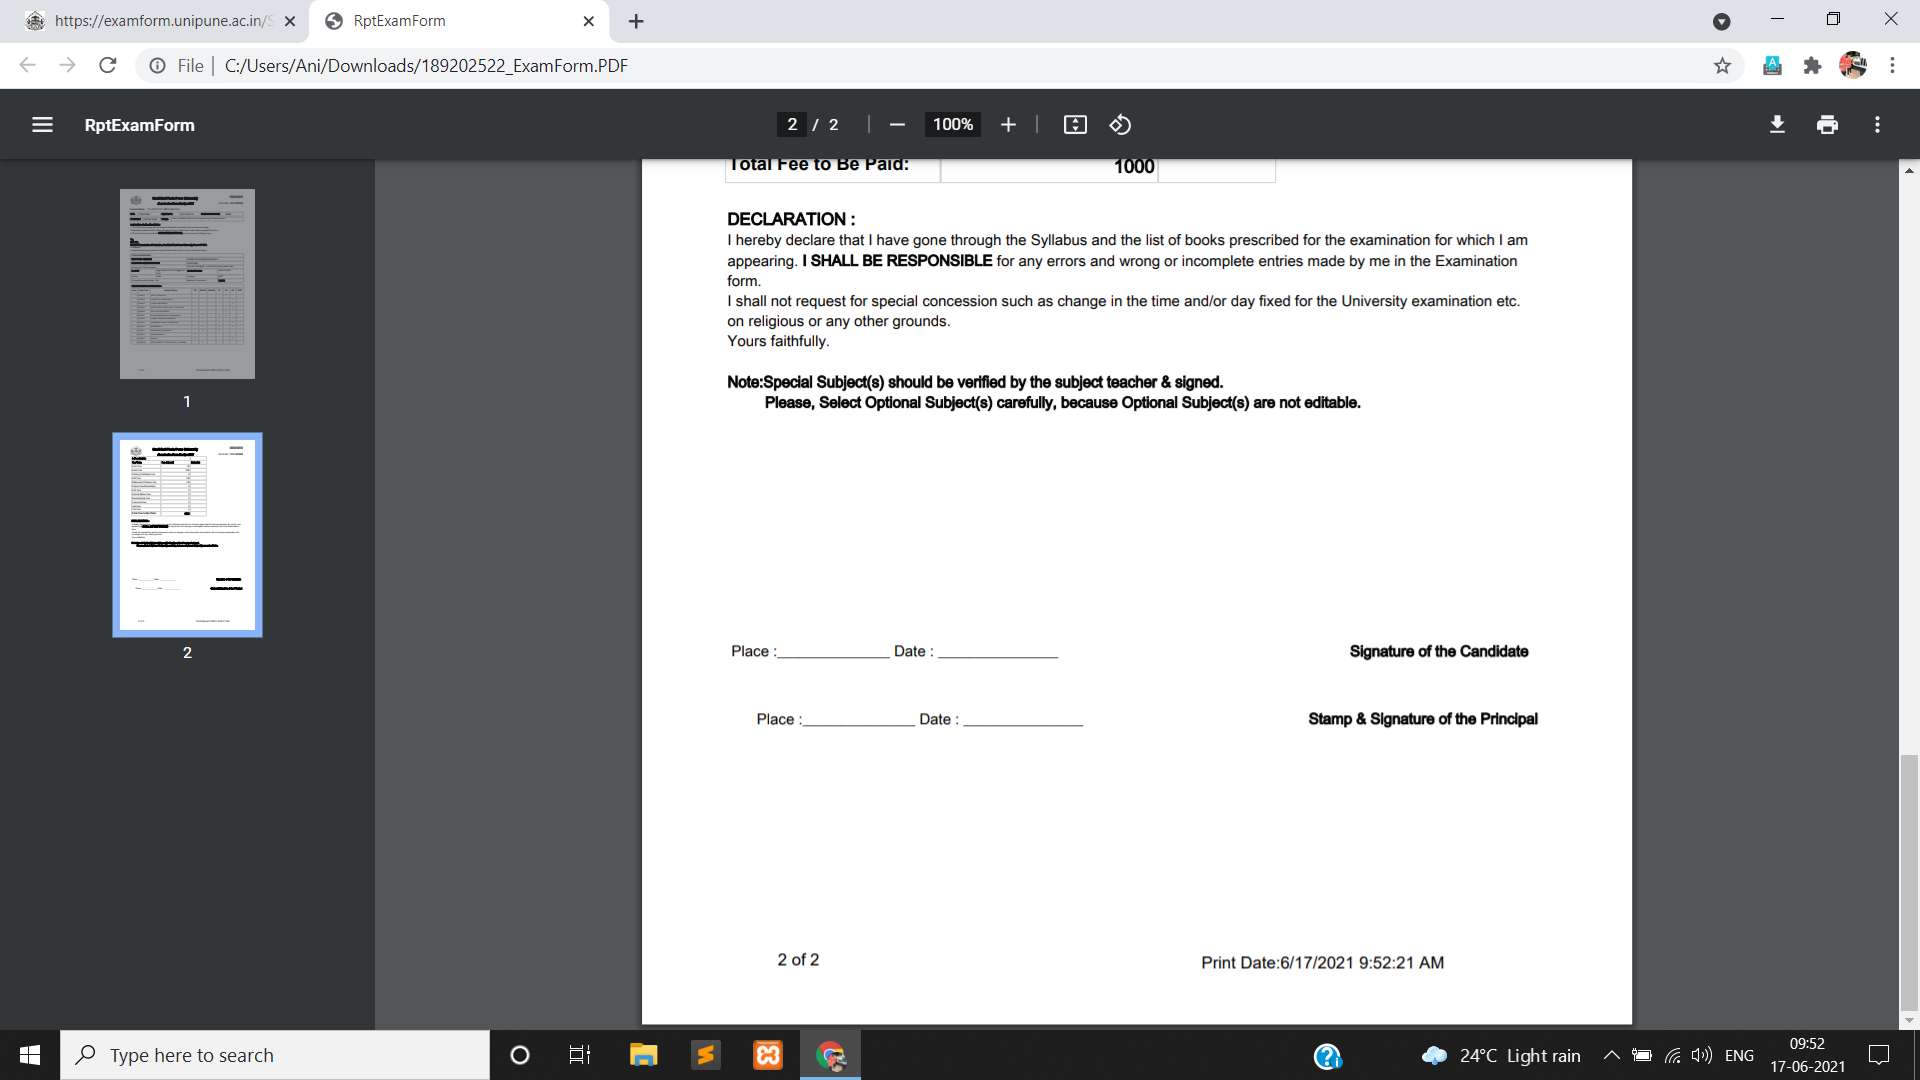 https://examform.unipune.ac.in/S
RptExamForm
File | C:/Users/Ani/Downloads/189202522_ExamForm.PDF
RptExamForm
2 / 2
100%
1
2
Total Fee to Be Paid: 1000
DECLARATION :
I hereby declare that I have gone through the Syllabus and the list of books prescribed for the examination for which I am
appearing. I SHALL BE RESPONSIBLE for any errors and wrong or incomplete entries made by me in the Examination
form.
I shall not request for special concession such as change in the time and/or day fixed for the University examination etc.
on religious or any other grounds.
Yours faithfully.
Note:Special Subject(s) should be verified by the subject teacher & signed.
Please, Select Optional Subject(s) carefully, because Optional Subject(s) are not editable.
Place :______________ Date : _______________ Signature of the Candidate
Place :______________ Date : _______________ Stamp & Signature of the Principal
2 of 2
Print Date:6/17/2021 9:52:21 AM
Type here to search
24°C Light rain
ENG
09:52
17-06-2021